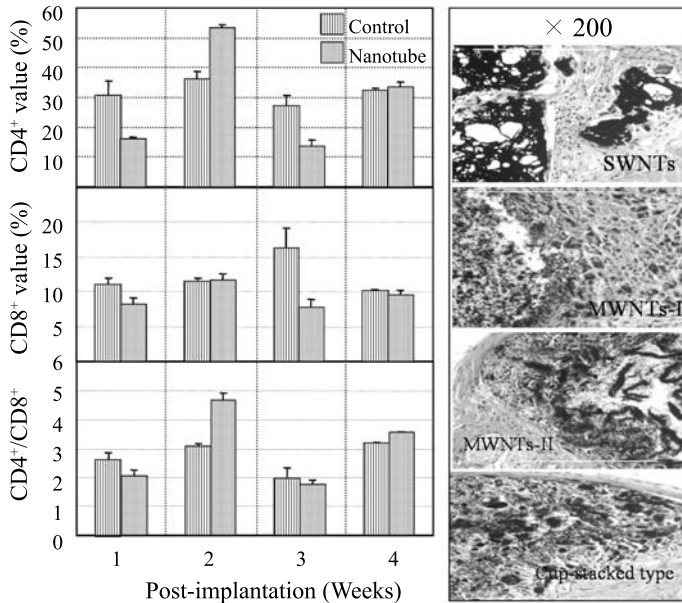 60
50
40
30
20
10
CD4⁺ value (%)
Control
Nanotube
20
15
10
6
CD8⁺ value (%)
5
4
3
2
1
0
CD4⁺/CD8⁺
1 2 3 4
Post-implantation (Weeks)
× 200
SWNTs
MWNTs-I
MWNTs-II
Cup-stacked type